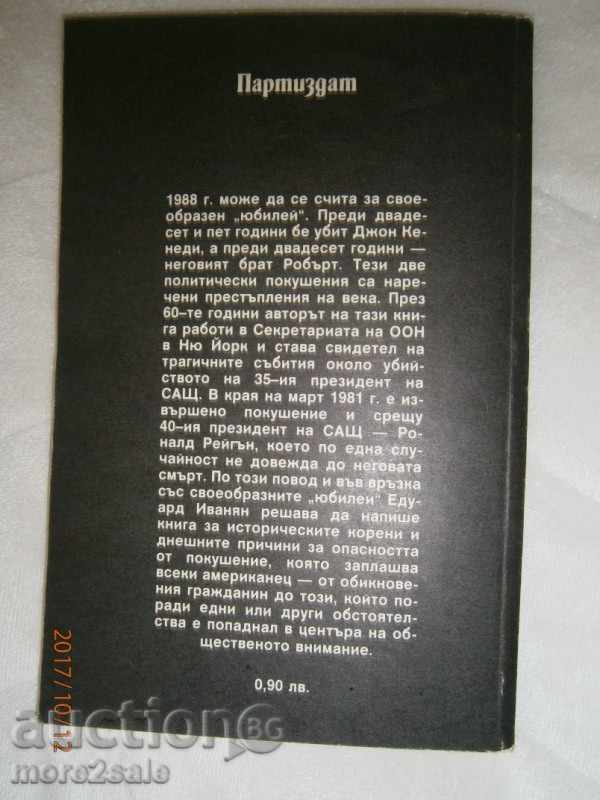 Партиздат
1988 г. може да се счита за свое-
образен „юбилей“. Преди дваде-
сет и пет години бе убит Джон Ке-
неди, а преди двадесет години —
неговият брат Робърт. Тези две
политически покушения са наре-
чени престъпления на века. През
60–те години авторът на тази кни-
га работи в Секретариата на ООН
в Ню Йорк и става свидетел на
трагичните събития около убий-
ството на 35–ия президент на
САЩ. В края на март 1981 г. е из-
вършено покушение и срещу
40–ия президент на САЩ — Ро-
налд Рейгън, което по една слу-
чайност не довежда до неговата
смърт. По този повод и във връзка
със своеобразните „юбилеи“ Еду-
ард Иванян решава да напише
книга за историческите корени и
днешните причини за опасността
от покушение, която заплашва
всеки американец — от обикнове-
ния гражданин до този, който по-
ради едни или други обстоятел-
ства е попаднал в центъра на об-
щественото внимание.
0,90 лв.
2017/10/12
auctionBG
more2sale